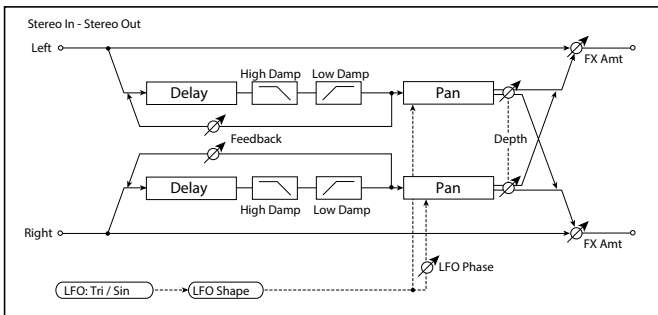 Stereo In - Stereo Out
Left
FX Amt
High Damp Low Damp
Delay
Pan
Feedback
Depth
Delay
Pan
High Damp Low Damp
Right
FX Amt
LFO Phase
LFO: Tri / Sin
LFO Shape